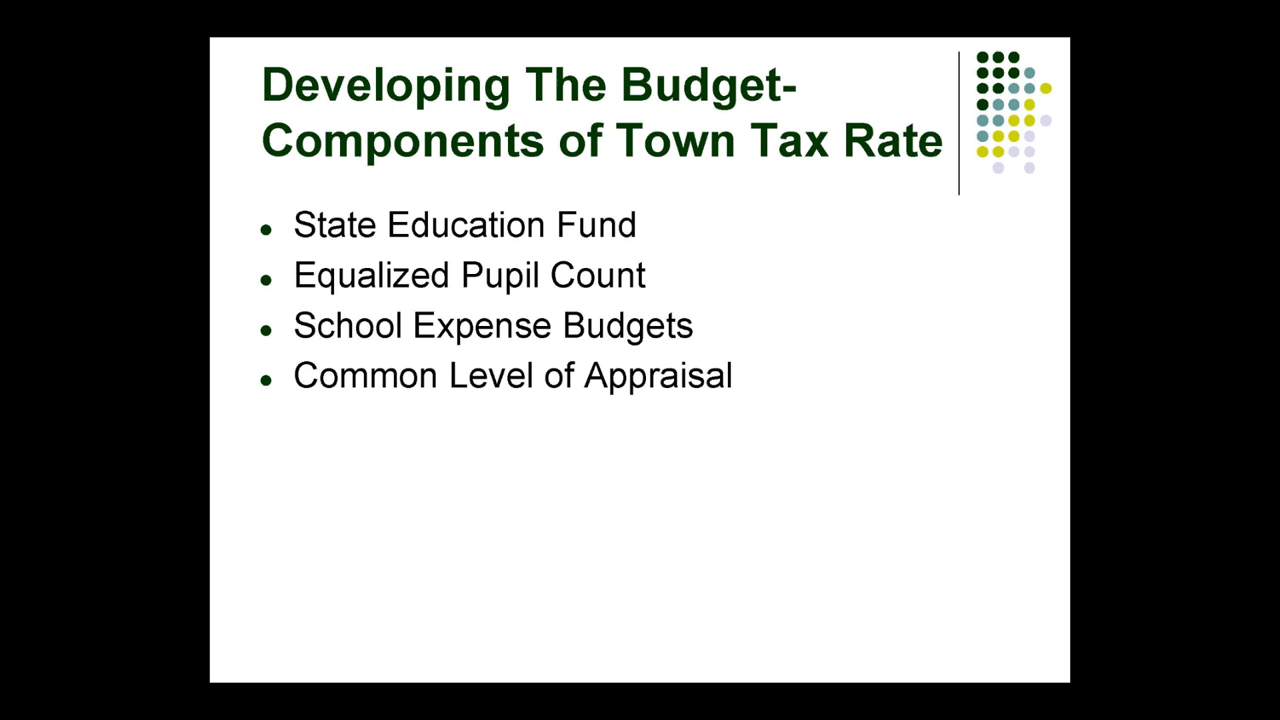 Developing The Budget-
Components of Town Tax Rate
State Education Fund
Equalized Pupil Count
School Expense Budgets
Common Level of Appraisal